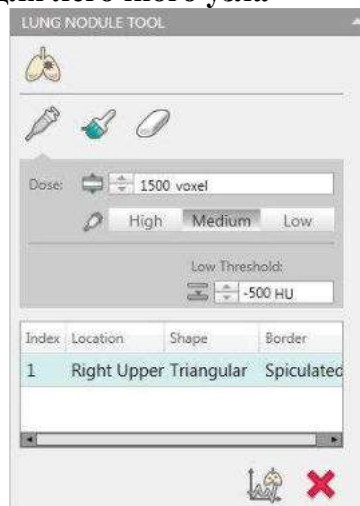 LUNG NODULE TOOL
Dose: 1500 voxel
High Medium Low
Low Threshold:
-500 HU
Index Location Shape Border
1 Right Upper Triangular Spiculated